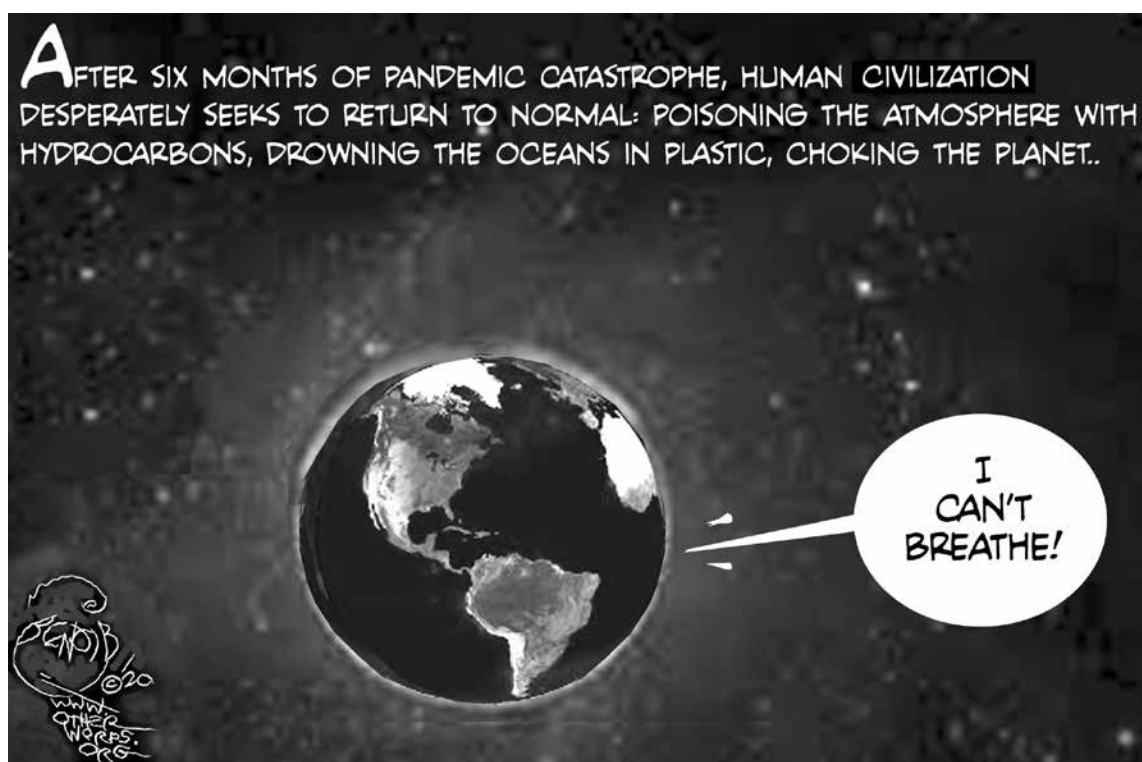 AFTER SIX MONTHS OF PANDEMIC CATASTROPHE, HUMAN CIVILIZATION
DESPERATELY SEEKS TO RETURN TO NORMAL: POISONING THE ATMOSPHERE WITH
HYDROCARBONS, DROWNING THE OCEANS IN PLASTIC, CHOKING THE PLANET..
I
CAN'T
BREATHE!
©'20
WWW.
OTHER
WORDS.
ORG